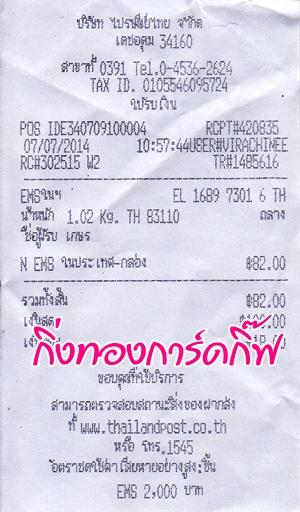 บริษัท ไปรษณีย์ไทย จำกัด
เดชอุดม 34160
สาขาที่ 0391 Tel.0-4536-2624
TAX ID. 0105546095724
ใบรับเงิน
POS IDE340709100004 RCPT#420835
07/07/2014 10:57:44USER#VIRACHINEE
RC#302515 W2 TR#1485616
EMSในฯ EL 1689 7301 6 TH
น้ำหนัก 1.02 Kg. TH 83110 ถลาง
ชื่อผู้รับ เกษร
N EMS ในประเทศ-กล่อง ฿82.00
รวมทั้งสิ้น ฿82.00
เงินสด ฿100.00
กิ่งทองการ์ดกิ๊ฟ
ขอบคุณที่ใช้บริการ
สามารถตรวจสอบสถานะสิ่งของฝากส่ง
ที่ www.thailandpost.co.th
หรือ โทร.1545
อัตราชดใช้ค่าเสียหายอย่างสูง:ชิ้น
EMS 2,000 บาท